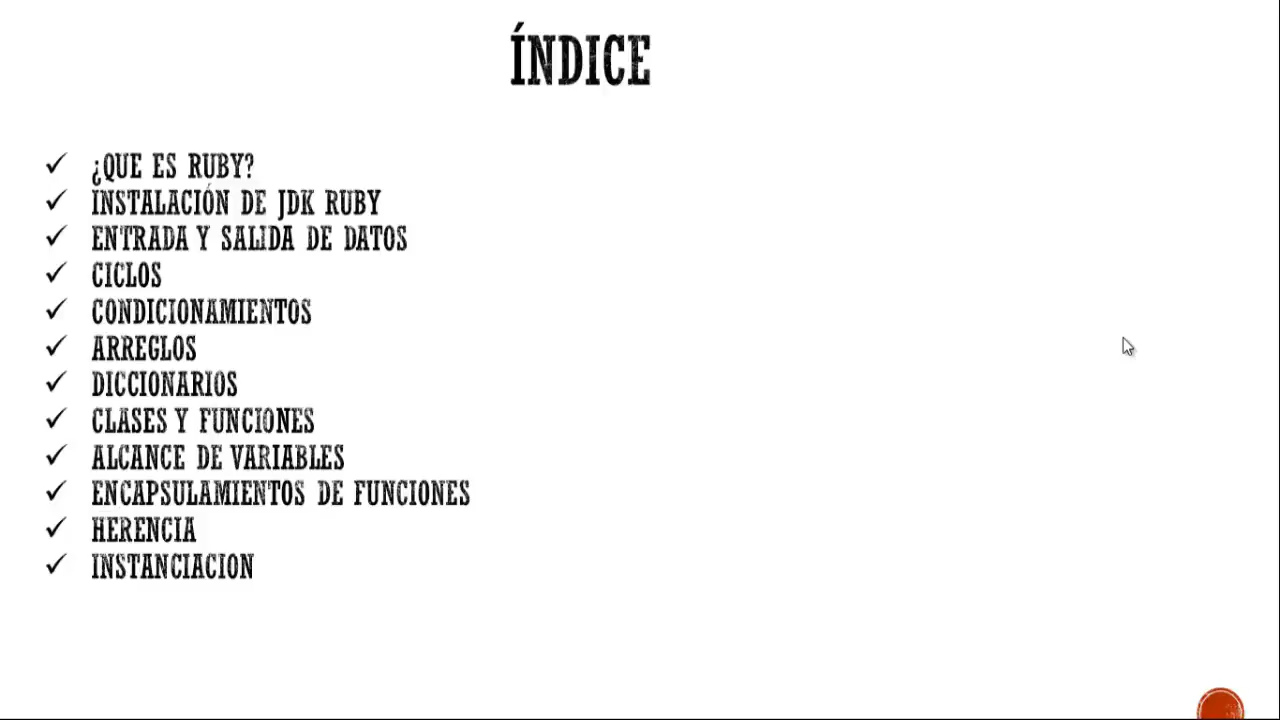 ÍNDICE
¿QUE ES RUBY?
INSTALACIÓN DE JDK RUBY
ENTRADA Y SALIDA DE DATOS
CICLOS
CONDICIONAMIENTOS
ARREGLOS
DICCIONARIOS
CLASES Y FUNCIONES
ALCANCE DE VARIABLES
ENCAPSULAMIENTOS DE FUNCIONES
HERENCIA
INSTANCIACION